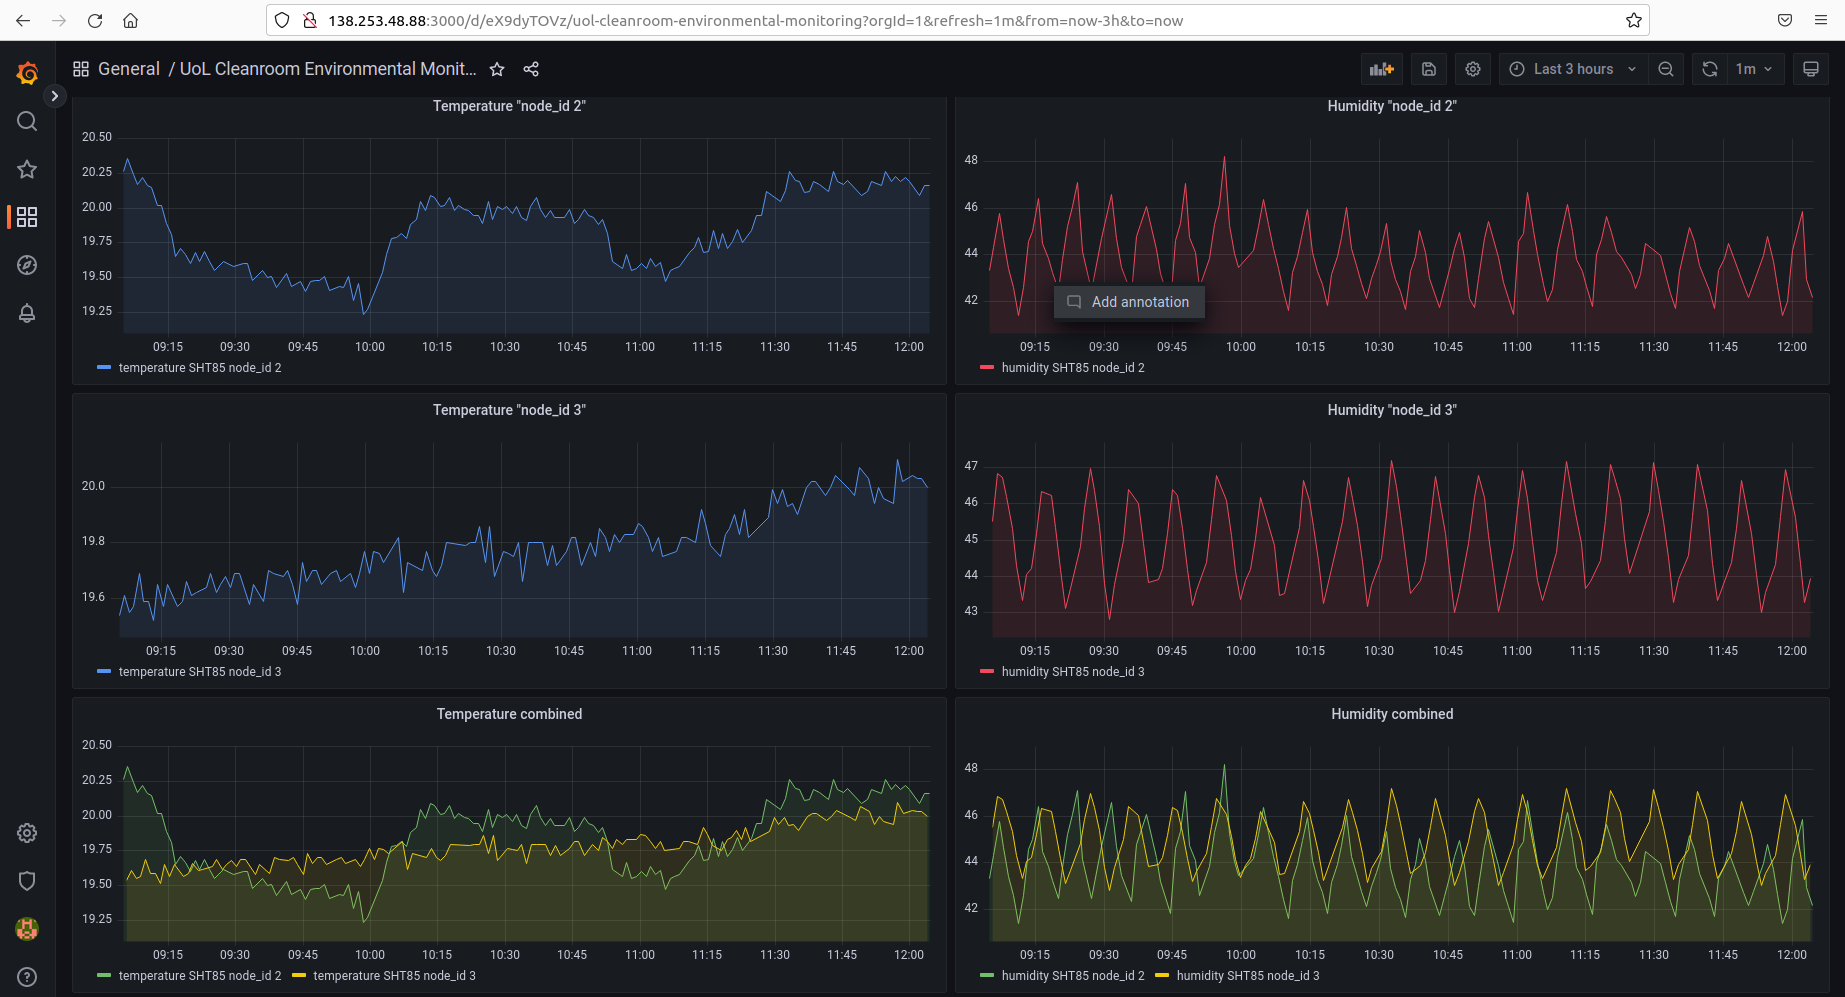 138.253.48.88:3000/d/eX9dyTOVz/uol-cleanroom-environmental-monitoring?orgId=1&refresh=1m&from=now-3h&to=now
General / UoL Cleanroom Environmental Monit...
Last 3 hours
1m
Temperature "node_id 2"
20.50
20.25
20.00
19.75
19.50
19.25
09:15 09:30 09:45 10:00 10:15 10:30 10:45 11:00 11:15 11:30 11:45 12:00
temperature SHT85 node_id 2
Humidity "node_id 2"
48
46
44
42
Add annotation
09:15 09:30 09:45 10:00 10:15 10:30 10:45 11:00 11:15 11:30 11:45 12:00
humidity SHT85 node_id 2
Temperature "node_id 3"
20.0
19.8
19.6
09:15 09:30 09:45 10:00 10:15 10:30 10:45 11:00 11:15 11:30 11:45 12:00
temperature SHT85 node_id 3
Humidity "node_id 3"
47
46
45
44
43
09:15 09:30 09:45 10:00 10:15 10:30 10:45 11:00 11:15 11:30 11:45 12:00
humidity SHT85 node_id 3
Temperature combined
20.50
20.25
20.00
19.75
19.50
19.25
09:15 09:30 09:45 10:00 10:15 10:30 10:45 11:00 11:15 11:30 11:45 12:00
temperature SHT85 node_id 2 temperature SHT85 node_id 3
Humidity combined
48
46
44
42
09:15 09:30 09:45 10:00 10:15 10:30 10:45 11:00 11:15 11:30 11:45 12:00
humidity SHT85 node_id 2 humidity SHT85 node_id 3